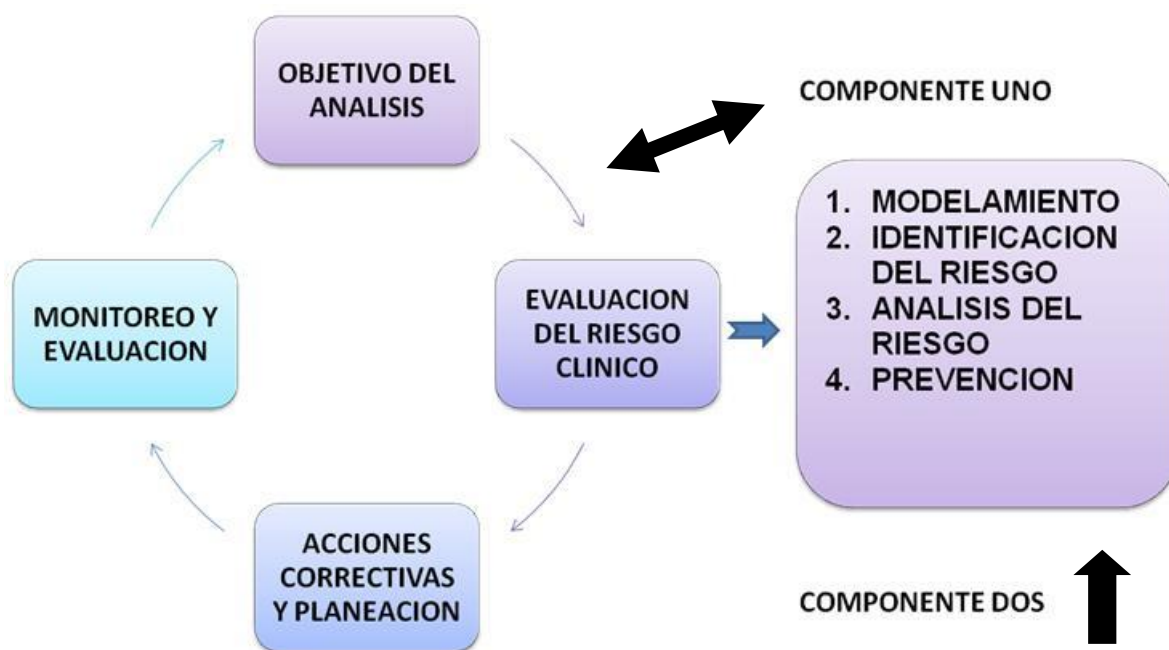 OBJETIVO DEL
ANALISIS
COMPONENTE UNO
EVALUACION
DEL RIESGO
CLINICO
1. MODELAMIENTO
2. IDENTIFICACION
DEL RIESGO
3. ANALISIS DEL
RIESGO
4. PREVENCION
MONITOREO Y
EVALUACION
ACCIONES
CORRECTIVAS
Y PLANEACION
COMPONENTE DOS